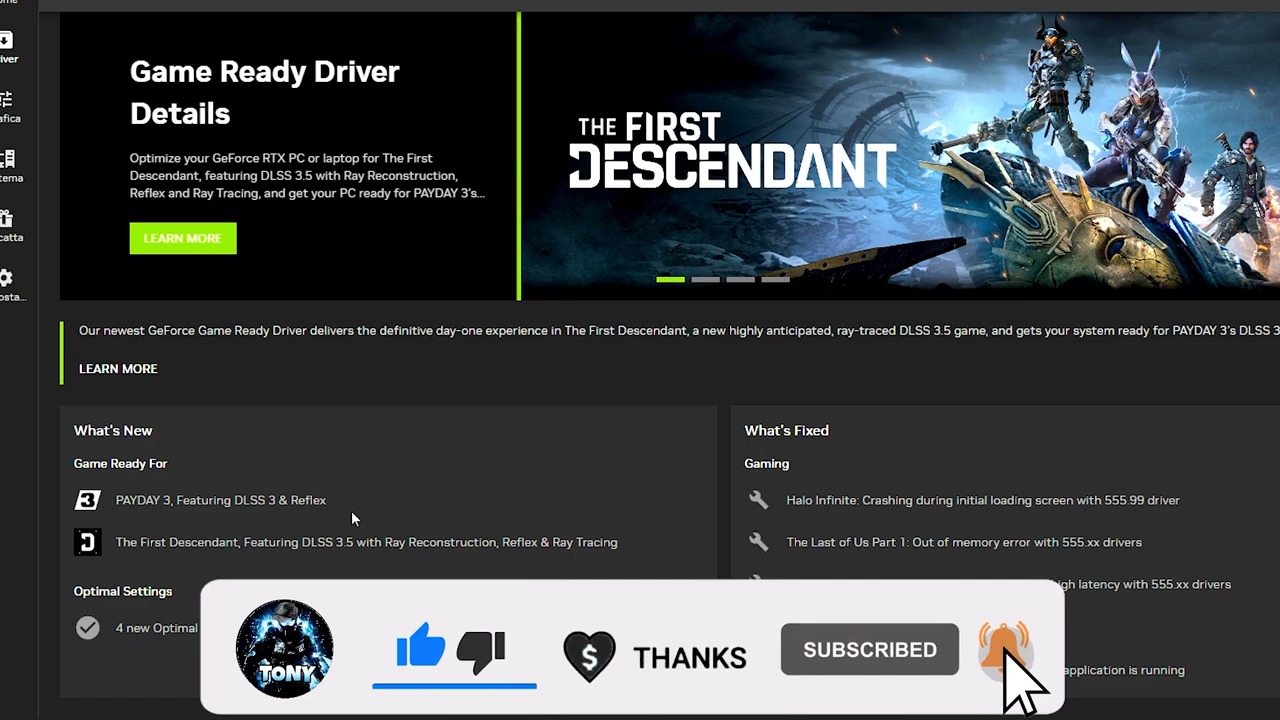 ome
iver
afica
tema
catta
osta...
Game Ready Driver
Details
Optimize your GeForce RTX PC or laptop for The First
Descendant, featuring DLSS 3.5 with Ray Reconstruction,
Reflex and Ray Tracing, and get your PC ready for PAYDAY 3's...
LEARN MORE
THE FIRST
DESCENDANT
Our newest GeForce Game Ready Driver delivers the definitive day-one experience in The First Descendant, a new highly anticipated, ray-traced DLSS 3.5 game, and gets your system ready for PAYDAY 3's DLSS 3
LEARN MORE
What's New
Game Ready For
3
PAYDAY 3, Featuring DLSS 3 & Reflex
The First Descendant, Featuring DLSS 3.5 with Ray Reconstruction, Reflex & Ray Tracing
Optimal Settings
4 new Optimal
What's Fixed
Gaming
Halo Infinite: Crashing during initial loading screen with 555.99 driver
The Last of Us Part 1: Out of memory error with 555.xx drivers
igh latency with 555.xx drivers
application is running
TONY
$
THANKS
SUBSCRIBED